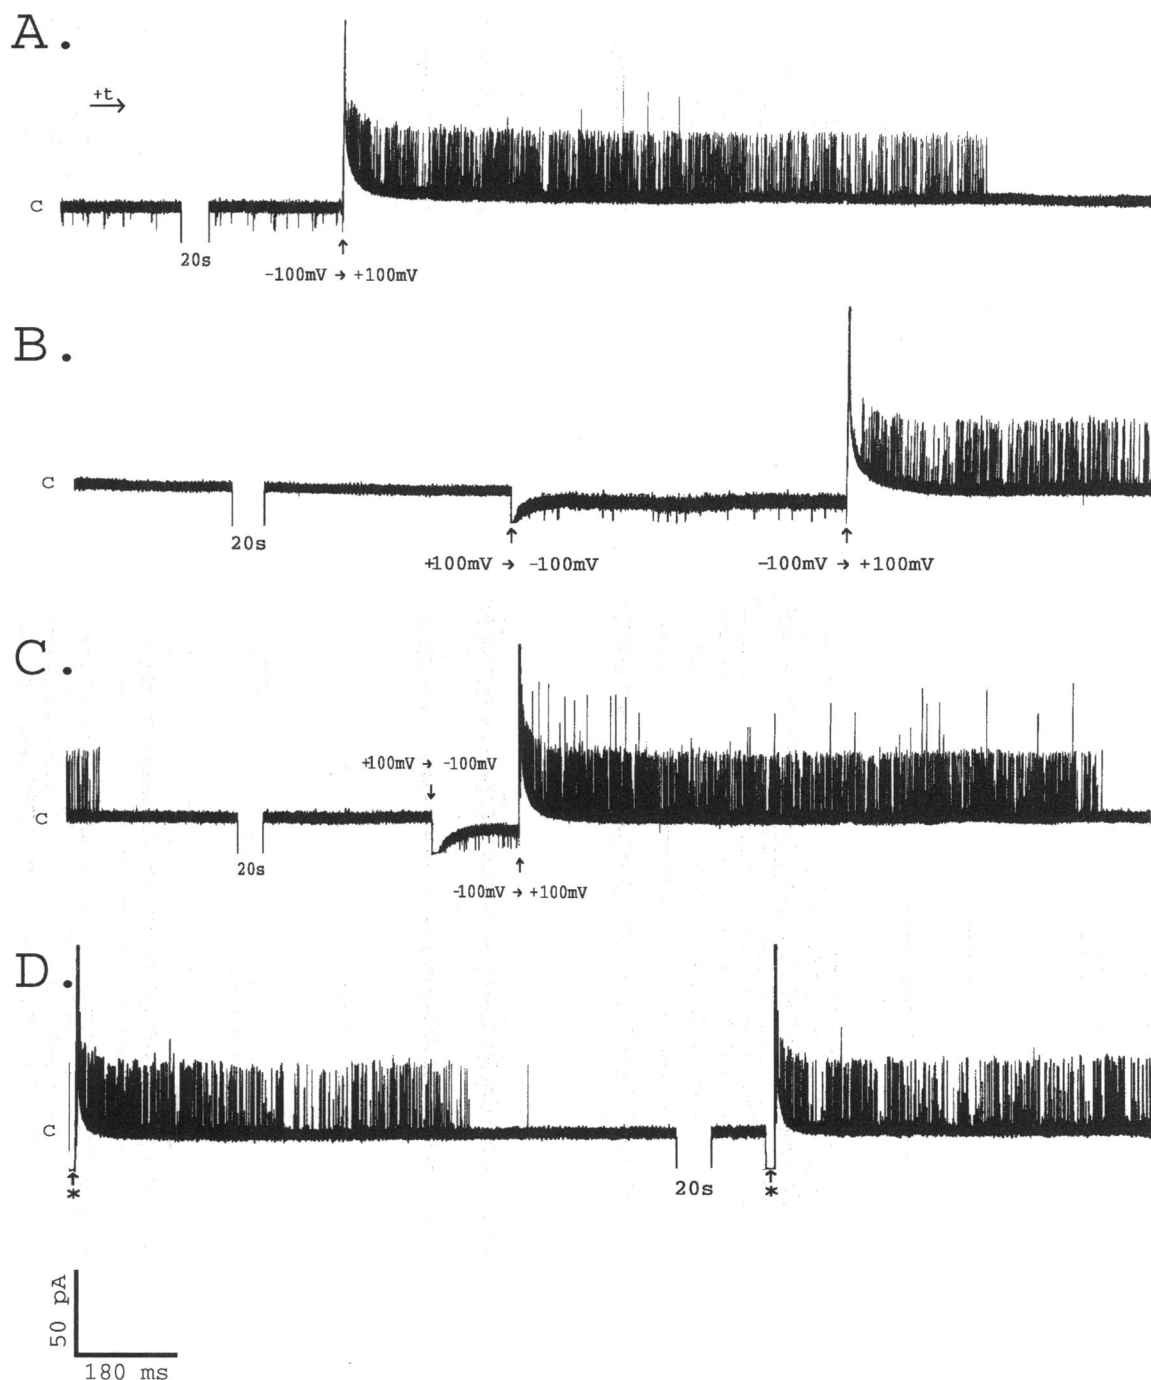 A.
+t
c
20s
-100mV → +100mV
B.
c
20s
+100mV → -100mV
-100mV → +100mV
C.
+100mV → -100mV
c
20s
-100mV → +100mV
D.
c
20s
*
*
50 pA
180 ms